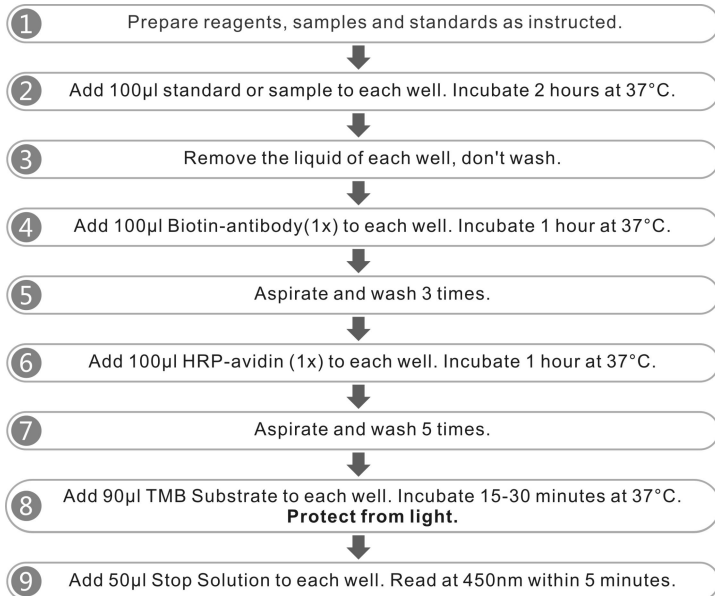 1 Prepare reagents, samples and standards as instructed.
2 Add 100μl standard or sample to each well. Incubate 2 hours at 37°C.
3 Remove the liquid of each well, don't wash.
4 Add 100μl Biotin-antibody(1x) to each well. Incubate 1 hour at 37°C.
5 Aspirate and wash 3 times.
6 Add 100μl HRP-avidin (1x) to each well. Incubate 1 hour at 37°C.
7 Aspirate and wash 5 times.
8 Add 90μl TMB Substrate to each well. Incubate 15-30 minutes at 37°C.
Protect from light.
9 Add 50μl Stop Solution to each well. Read at 450nm within 5 minutes.